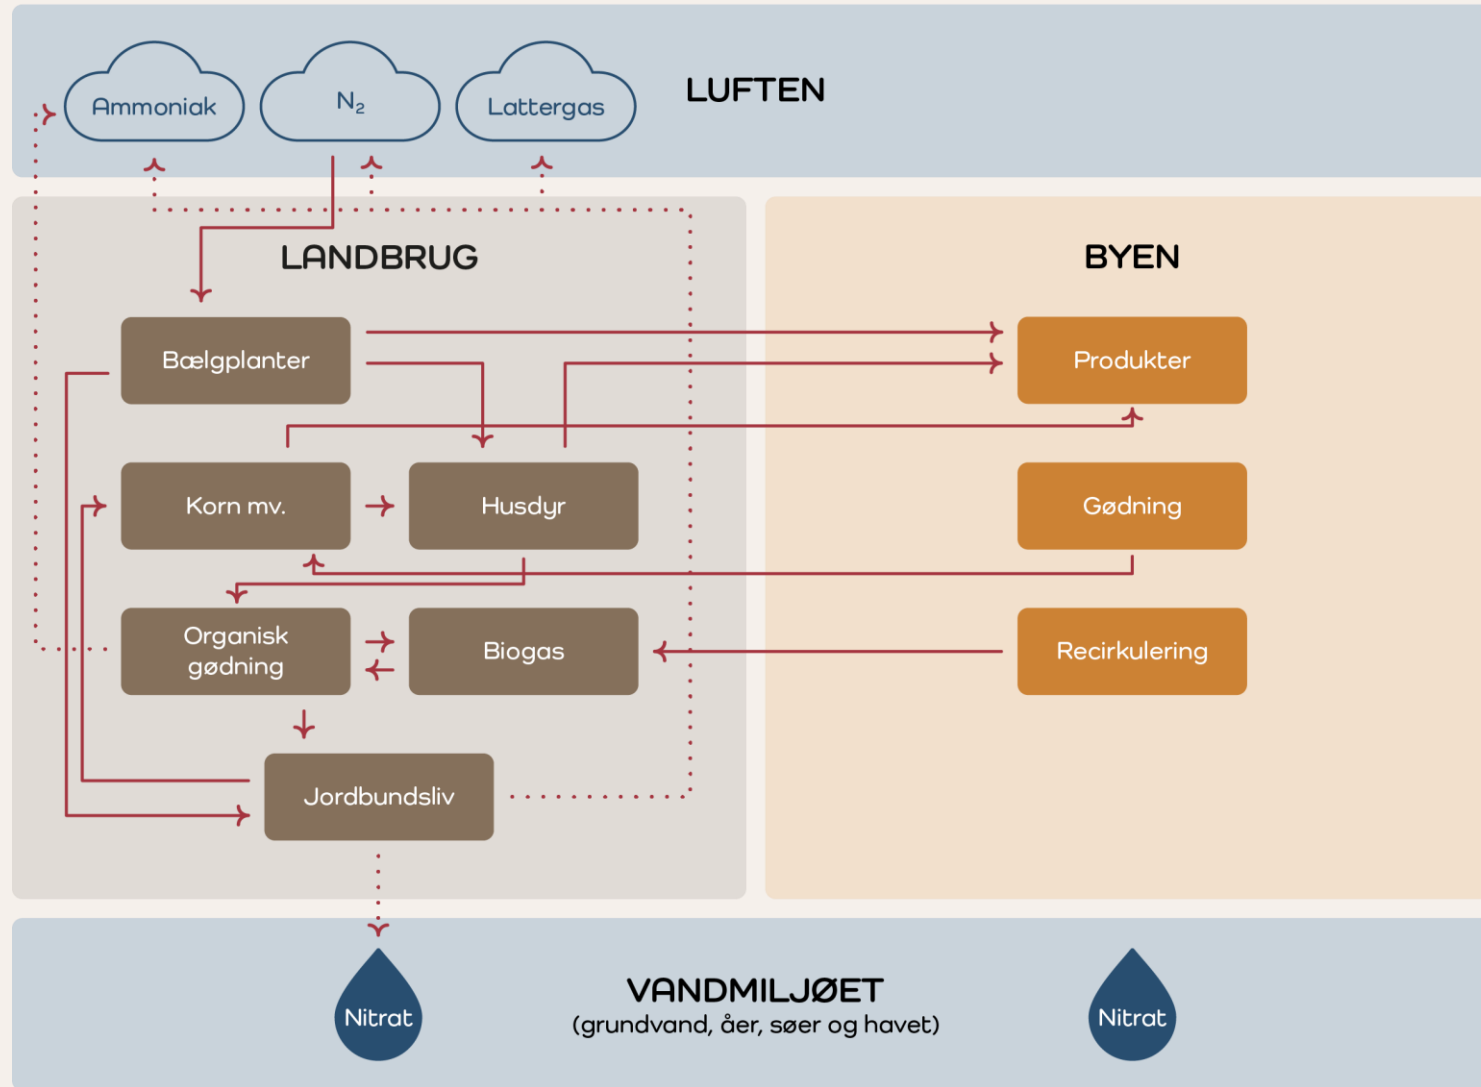 Ammoniak
N₂
Lattergas
LUFTEN
LANDBRUG
BYEN
Bælgplanter
Produkter
Korn mv.
Husdyr
Gødning
Organisk
gødning
Biogas
Recirkulering
Jordbundsliv
VANDMILJØET
(grundvand, åer, søer og havet)
Nitrat
Nitrat